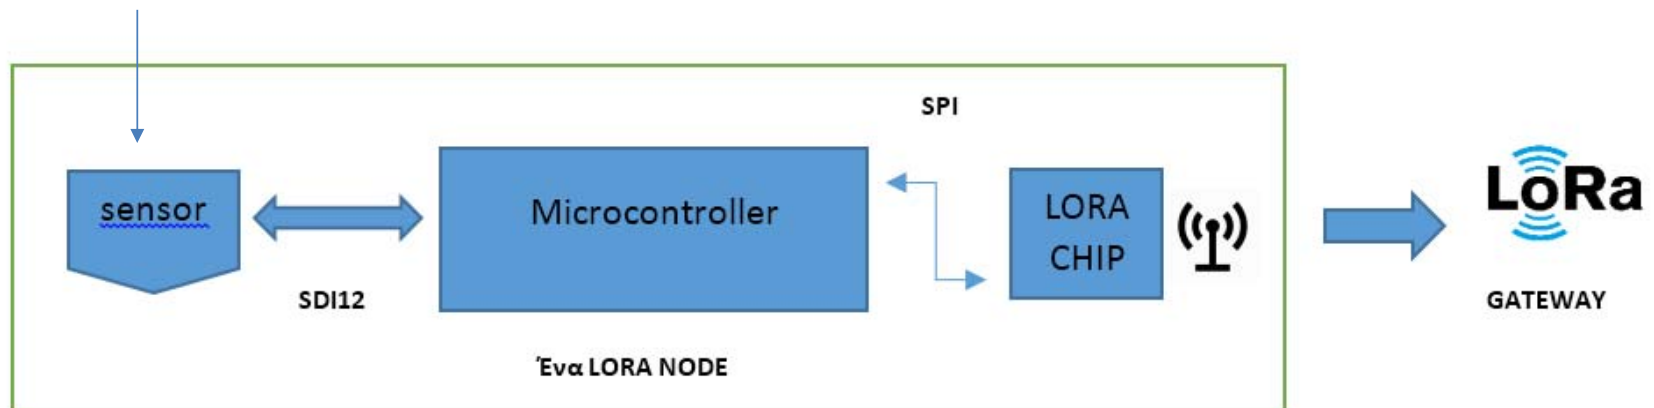 SPI
sensor
Microcontroller
LORA
CHIP
LoRa
SDI12
GATEWAY
Ένα LORA NODE